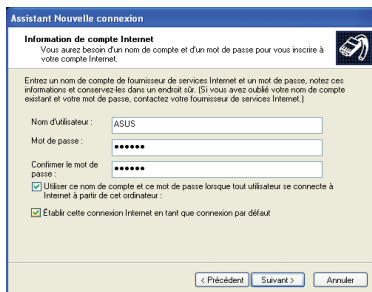 Assistant Nouvelle connexion
Information de compte Internet
Vous aurez besoin d'un nom de compte et d'un mot de passe pour vous inscrire à
votre compte Internet.
Entrez un nom de compte de fournisseur de services Internet et un mot de passe, notez ces
informations et conservez-les dans un endroit sûr. (Si vous avez oublié votre nom de compte
existant et votre mot de passe, contactez votre fournisseur de services Internet.)
Nom d'utilisateur :
ASUS
Mot de passe :
••••••
Confirmer le mot de
passe :
••••••
Utiliser ce nom de compte et ce mot de passe lorsque tout utilisateur se connecte à
Internet à partir de cet ordinateur :
Établir cette connexion Internet en tant que connexion par défaut
< Précédent
Suivant >
Annuler